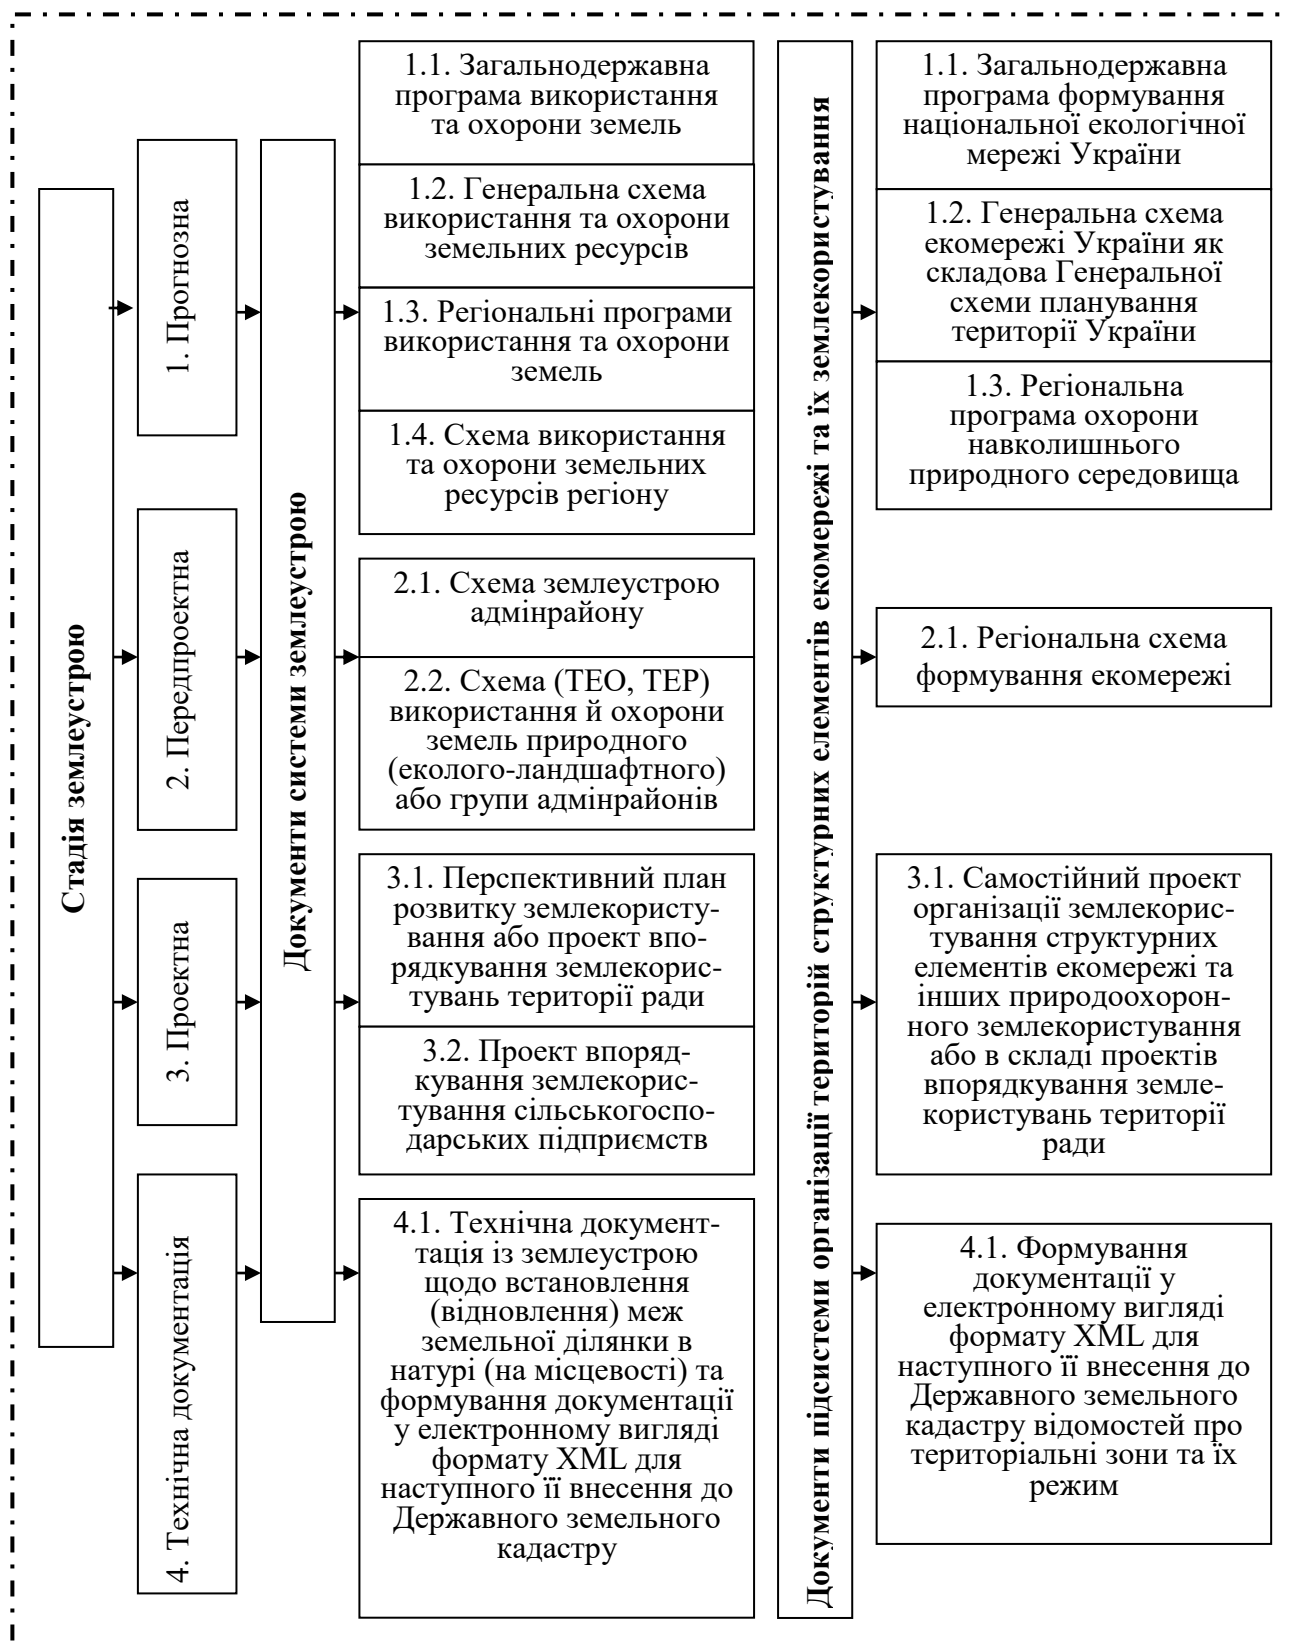 Стадія землеустрою
1. Прогнозна
2. Передпроектна
3. Проектна
4. Технічна документація
Документи системи землеустрою
1.1. Загальнодержавна
програма використання
та охорони земель
1.2. Генеральна схема
використання та охорони
земельних ресурсів
1.3. Регіональні програми
використання та охорони
земель
1.4. Схема використання
та охорони земельних
ресурсів регіону
2.1. Схема землеустрою
адмінрайону
2.2. Схема (ТЕО, ТЕР)
використання й охорони
земель природного
(еколого-ландшафтного)
або групи адмінрайонів
3.1. Перспективний план
розвитку землекористу-
вання або проект впо-
рядкування землекорис-
тувань території ради
3.2. Проект впоряд-
кування землекорис-
тування сільськогоспо-
дарських підприємств
4.1. Технічна документ-
тація із землеустрою
щодо встановлення
(відновлення) меж
земельної ділянки в
натурі (на місцевості) та
формування документації
у електронному вигляді
формату XML для
наступного її внесення до
Державного земельного
кадастру
Документи підсистеми організації територій структурних елементів екомережі та їх землекористування
1.1. Загальнодержавна
програма формування
національної екологічної
мережі України
1.2. Генеральна схема
екомережі України як
складова Генеральної
схеми планування
території України
1.3. Регіональна
програма охорони
навколишнього
природного середовища
2.1. Регіональна схема
формування екомережі
3.1. Самостійний проект
організації землекорис-
тування структурних
елементів екомережі та
інших природоохорон-
ного землекористування
або в складі проектів
впорядкування земле-
користувань території
ради
4.1. Формування
документації у
електронному вигляді
формату XML для
наступного її внесення до
Державного земельного
кадастру відомостей про
територіальні зони та їх
режим